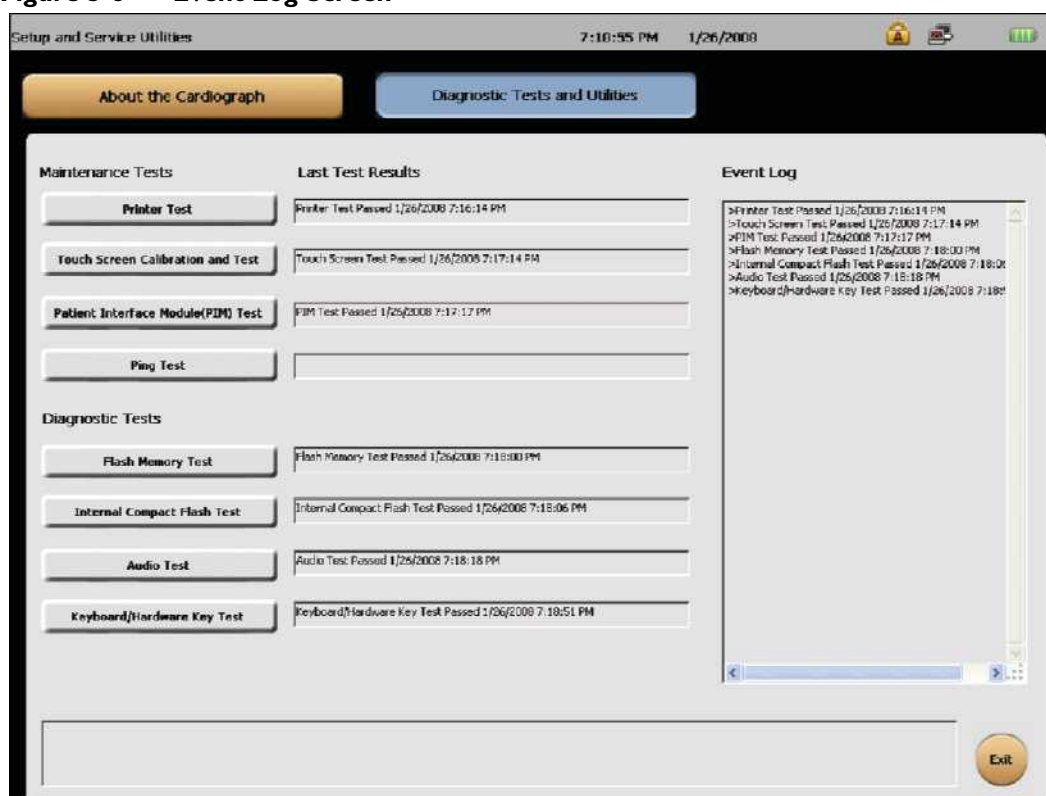 Event Log Screen
Setup and Service Utilities 7:18:55 PM 1/26/2008
About the Cardiograph
Diagnostic Tests and Utilities
Maintenance Tests
Last Test Results
Event Log
Printer Test
Printer Test Passed 1/26/2008 7:16:14 PM
Touch Screen Calibration and Test
Touch Screen Test Passed 1/26/2008 7:17:14 PM
Patient Interface Module(PIM) Test
PIM Test Passed 1/26/2008 7:17:17 PM
Ping Test
Diagnostic Tests
Flash Memory Test
Flash Memory Test Passed 1/26/2008 7:18:00 PM
Internal Compact Flash Test
Internal Compact Flash Test Passed 1/26/2008 7:18:06 PM
Audio Test
Audio Test Passed 1/26/2008 7:18:18 PM
Keyboard/Hardware Key Test
Keyboard/Hardware Key Test Passed 1/26/2008 7:18:51 PM
>Printer Test Passed 1/26/2008 7:16:14 PM
>Touch Screen Test Passed 1/26/2008 7:17:14 PM
>PIM Test Passed 1/26/2008 7:17:17 PM
>Flash Memory Test Passed 1/26/2008 7:18:00 PM
>Internal Compact Flash Test Passed 1/26/2008 7:18:0
>Audio Test Passed 1/26/2008 7:18:18 PM
>Keyboard/Hardware Key Test Passed 1/26/2008 7:18:
Exit